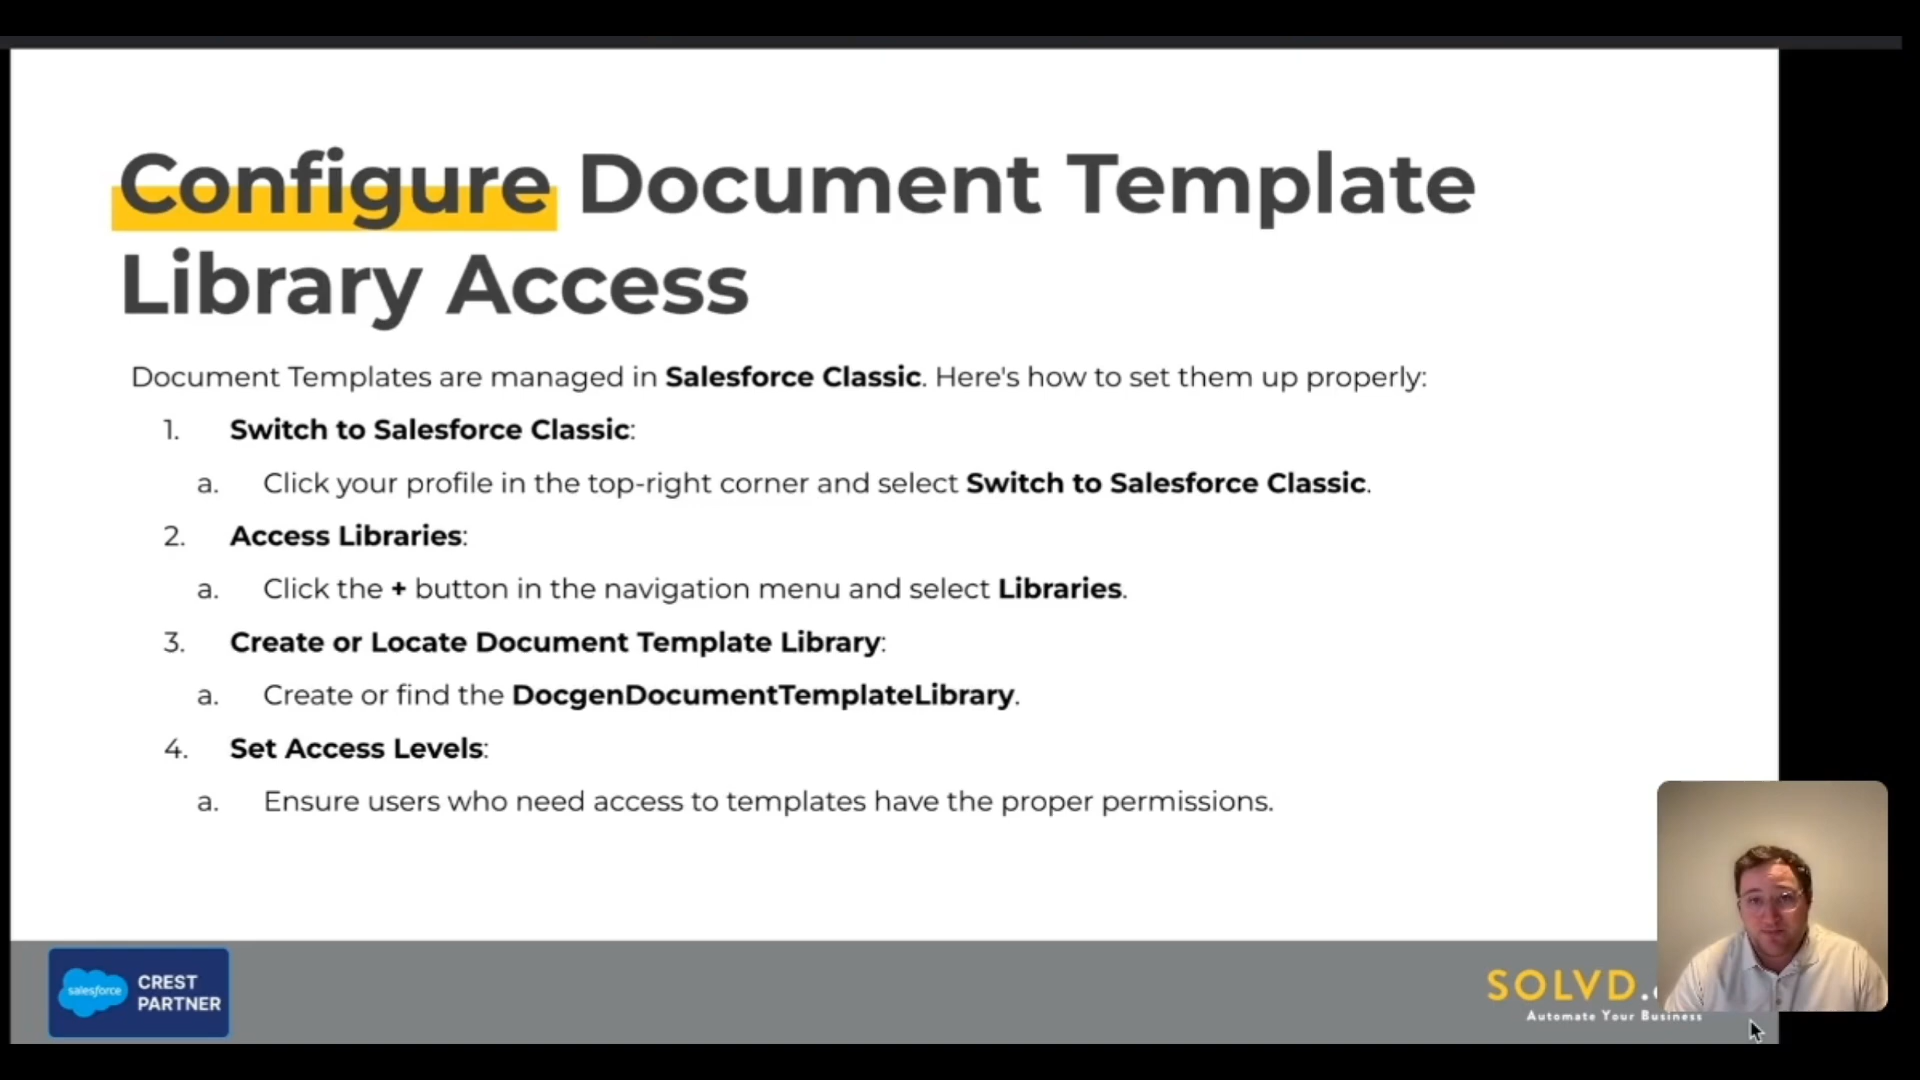 Configure Document Template
Library Access
Document Templates are managed in Salesforce Classic. Here's how to set them up properly:
1. Switch to Salesforce Classic:
a. Click your profile in the top-right corner and select Switch to Salesforce Classic.
2. Access Libraries:
a. Click the + button in the navigation menu and select Libraries.
3. Create or Locate Document Template Library:
a. Create or find the DocgenDocumentTemplateLibrary.
4. Set Access Levels:
a. Ensure users who need access to templates have the proper permissions.
salesforce
CREST
PARTNER
SOLVD.
Automate Your Business